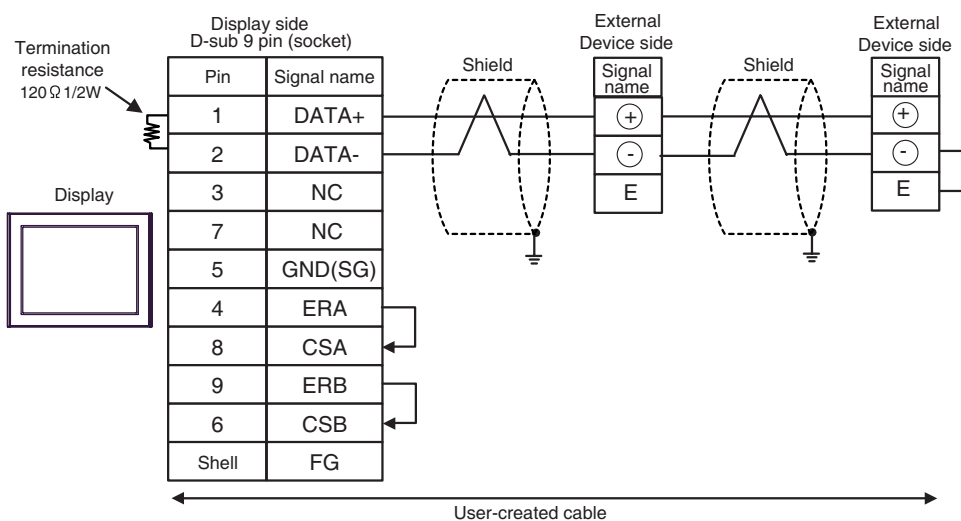 Display side
D-sub 9 pin (socket)
Termination
resistance
120Ω 1/2W
Display
Pin Signal name
1 DATA+
2 DATA-
3 NC
7 NC
5 GND(SG)
4 ERA
8 CSA
9 ERB
6 CSB
Shell FG
Shield
External
Device side
Signal
name
+
-
E
Shield
External
Device side
Signal
name
+
-
E
User-created cable